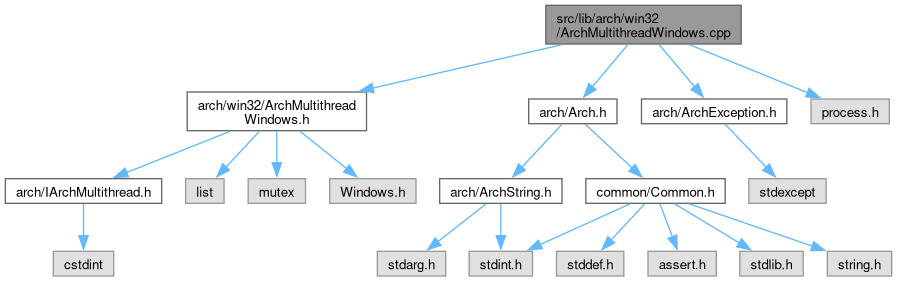 src/lib/arch/win32
/ArchMultithreadWindows.cpp
arch/win32/ArchMultithread
Windows.h
arch/Arch.h
arch/ArchException.h
process.h
arch/IArchMultithread.h
list
mutex
Windows.h
arch/ArchString.h
common/Common.h
stdexcept
cstdint
stdarg.h
stdint.h
stddef.h
assert.h
stdlib.h
string.h